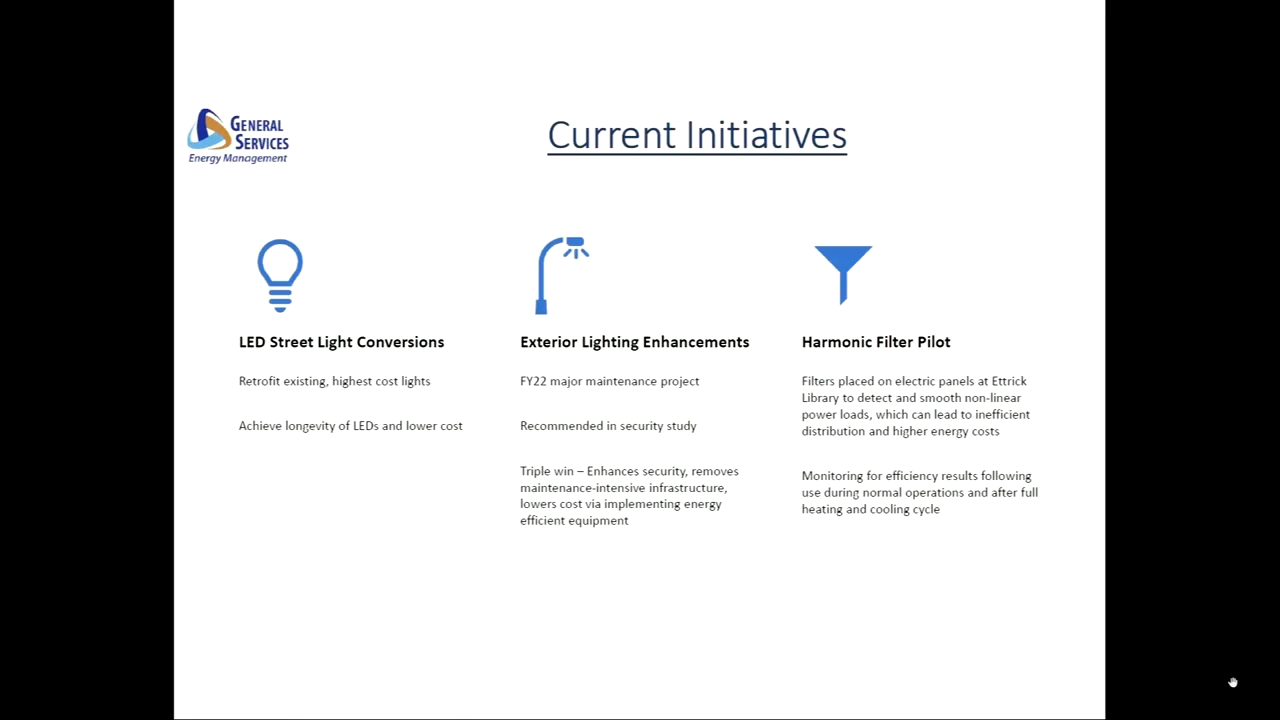 GENERAL
SERVICES
Energy Management
Current Initiatives
LED Street Light Conversions
Retrofit existing, highest cost lights
Achieve longevity of LEDs and lower cost
Exterior Lighting Enhancements
FY22 major maintenance project
Recommended in security study
Triple win – Enhances security, removes
maintenance-intensive infrastructure,
lowers cost via implementing energy
efficient equipment
Harmonic Filter Pilot
Filters placed on electric panels at Ettrick
Library to detect and smooth non-linear
power loads, which can lead to inefficient
distribution and higher energy costs
Monitoring for efficiency results following
use during normal operations and after full
heating and cooling cycle